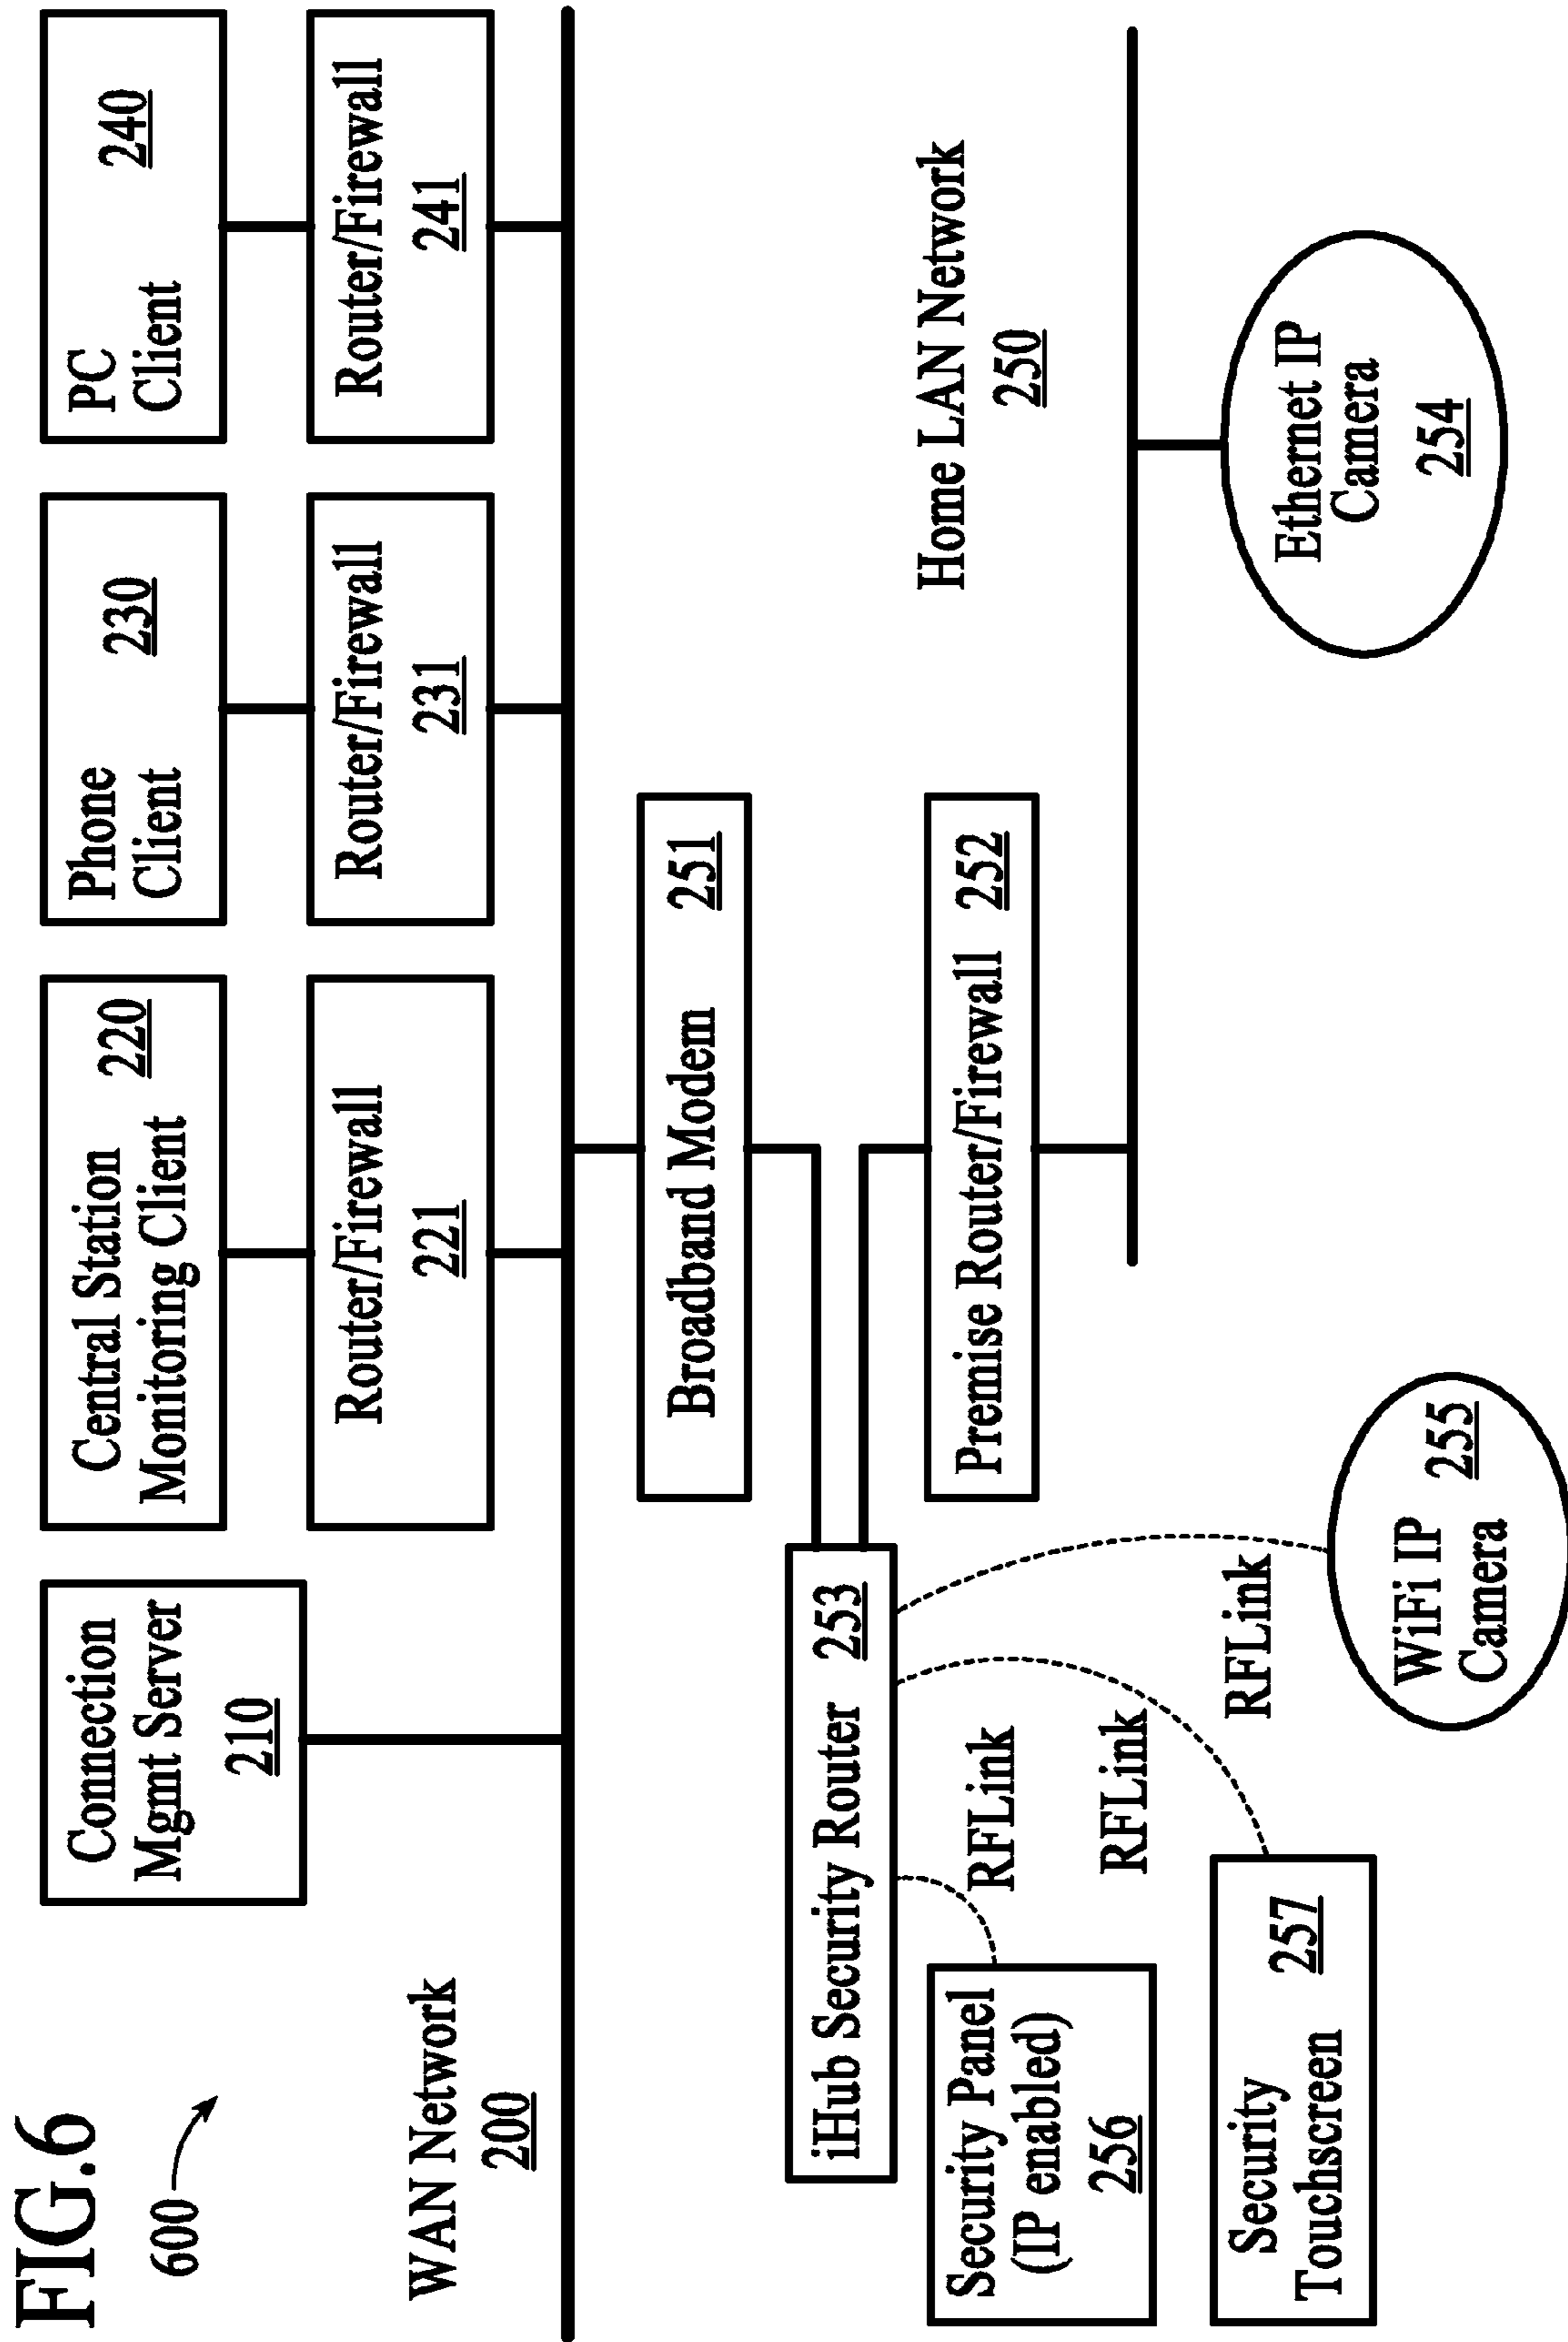 FIG.6
600
Connection
Mgmt Server
210
Central Station
Monitoring Client
220
Phone
Client
230
PC
Client
240
Router/Firewall
221
Router/Firewall
231
Router/Firewall
241
WAN Network
200
Broadband Modem 251
iHub Security Router 253
Premise Router/Firewall 252
Home LAN Network
250
RFLink
RFLink
RFLink
Security Panel
(IP enabled)
256
Security
Touchscreen
257
WiFi IP
Camera
255
Ethernet IP
Camera
254